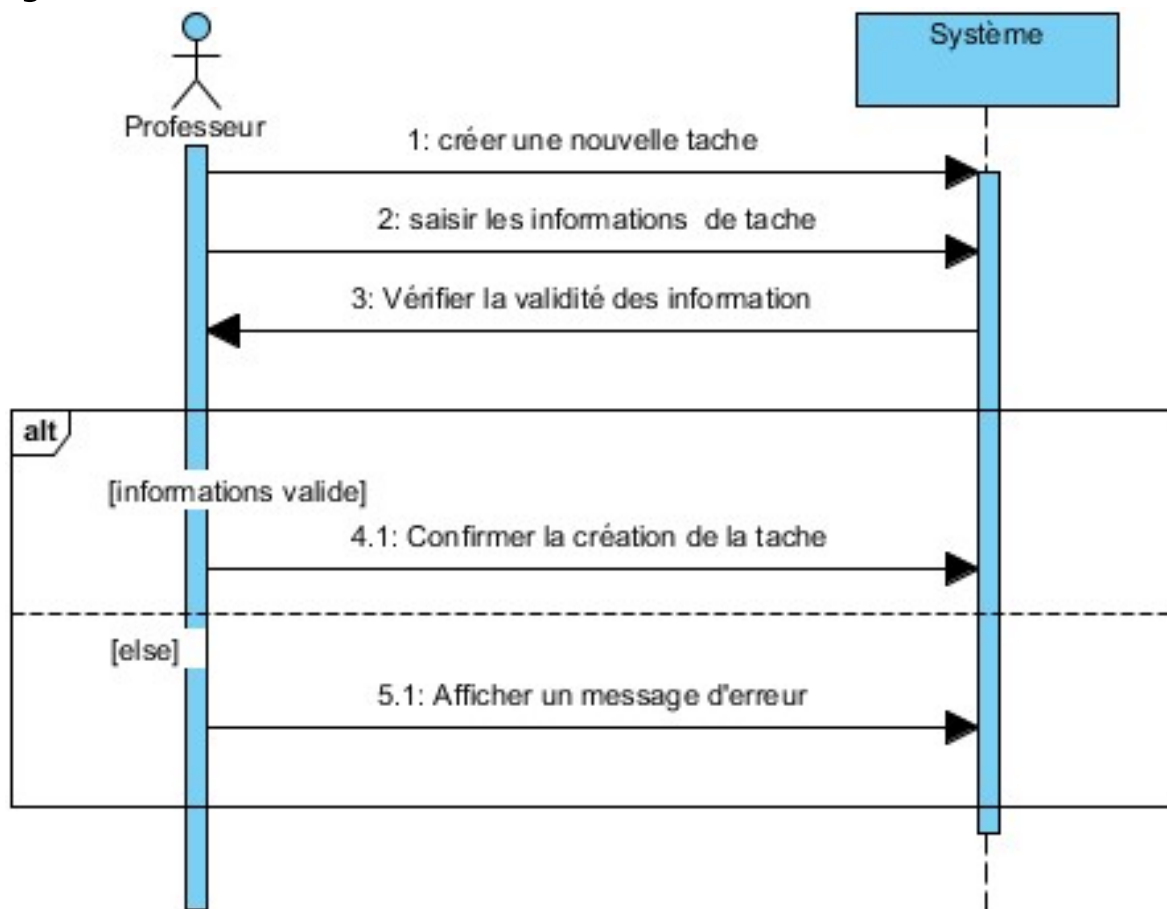 Système
Professeur
1: créer une nouvelle tache
2: saisir les informations de tache
3: Vérifier la validité des information
alt
[informations valide]
4.1: Confirmer la création de la tache
[else]
5.1: Afficher un message d'erreur